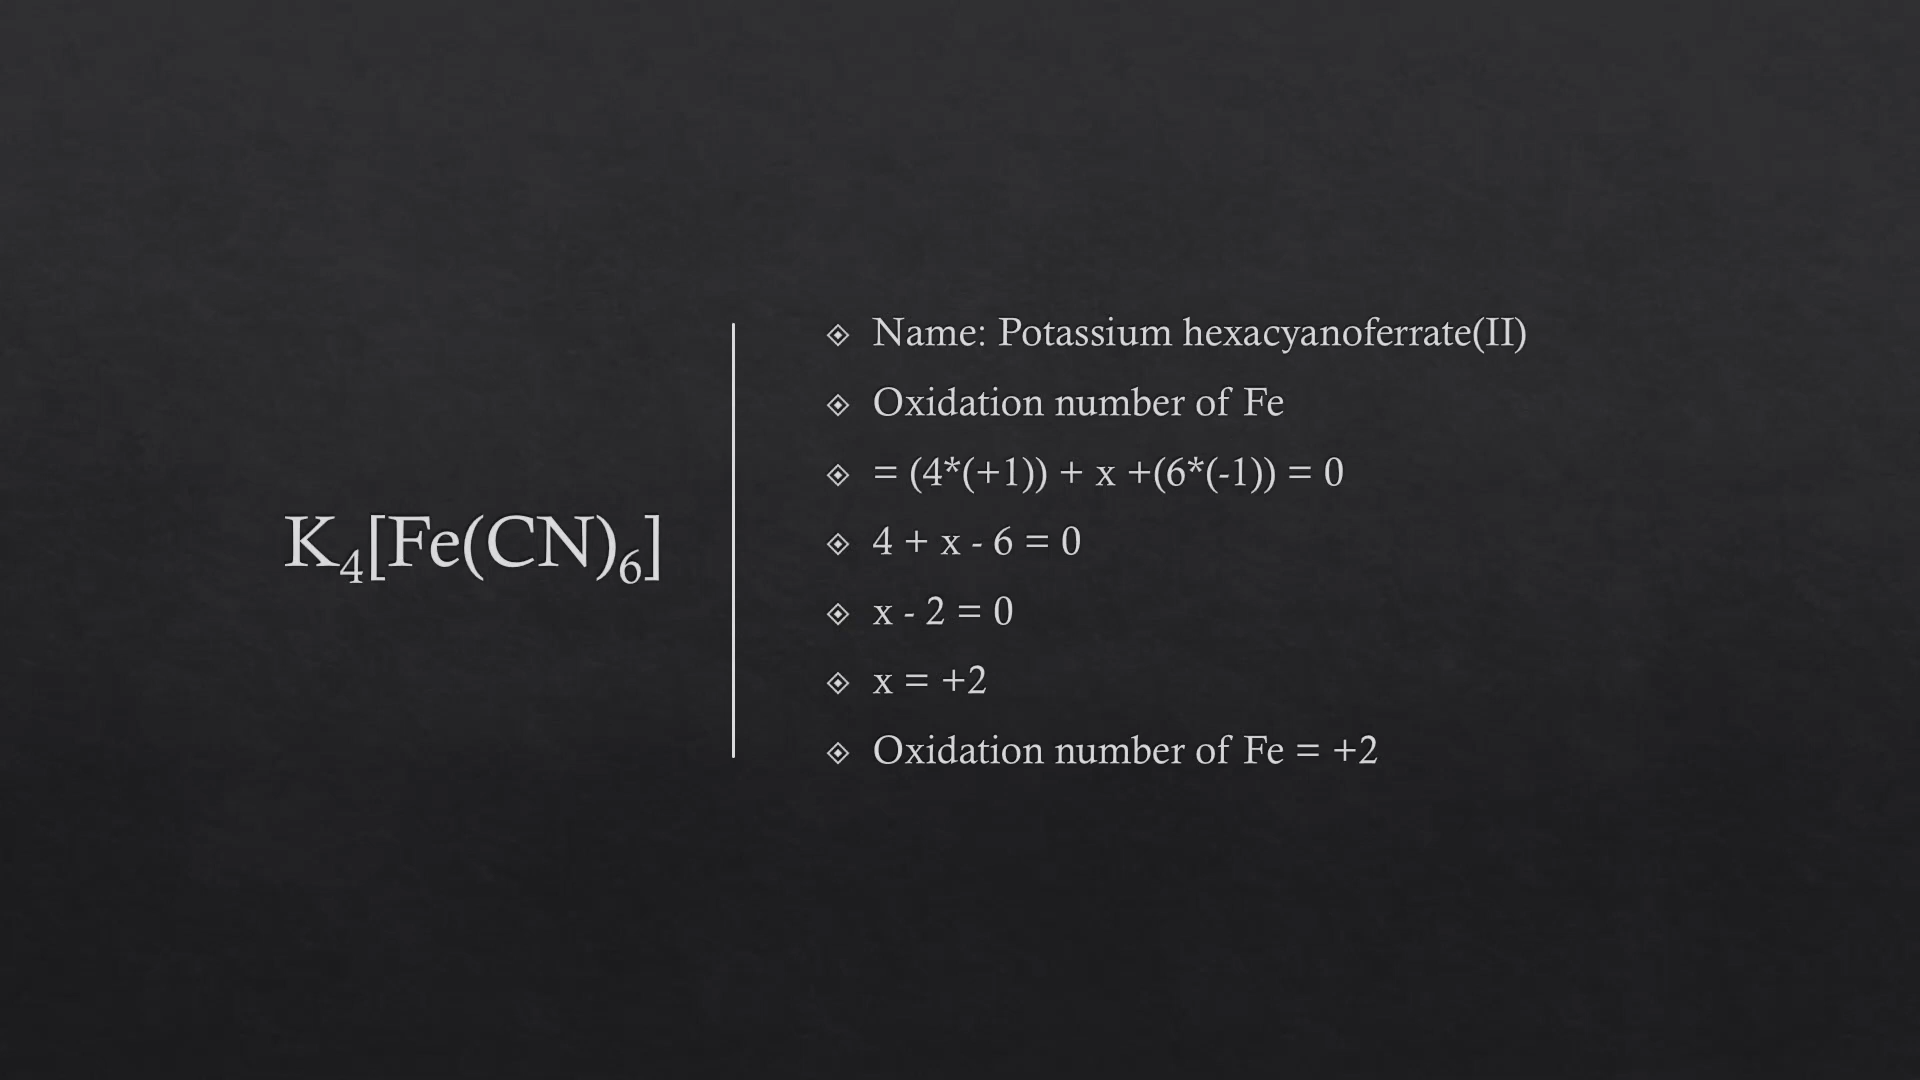 K₄[Fe(CN)₆]
Name: Potassium hexacyanoferrate(II)
Oxidation number of Fe
= (4*(+1)) + x +(6*(-1)) = 0
4 + x - 6 = 0
x - 2 = 0
x = +2
Oxidation number of Fe = +2